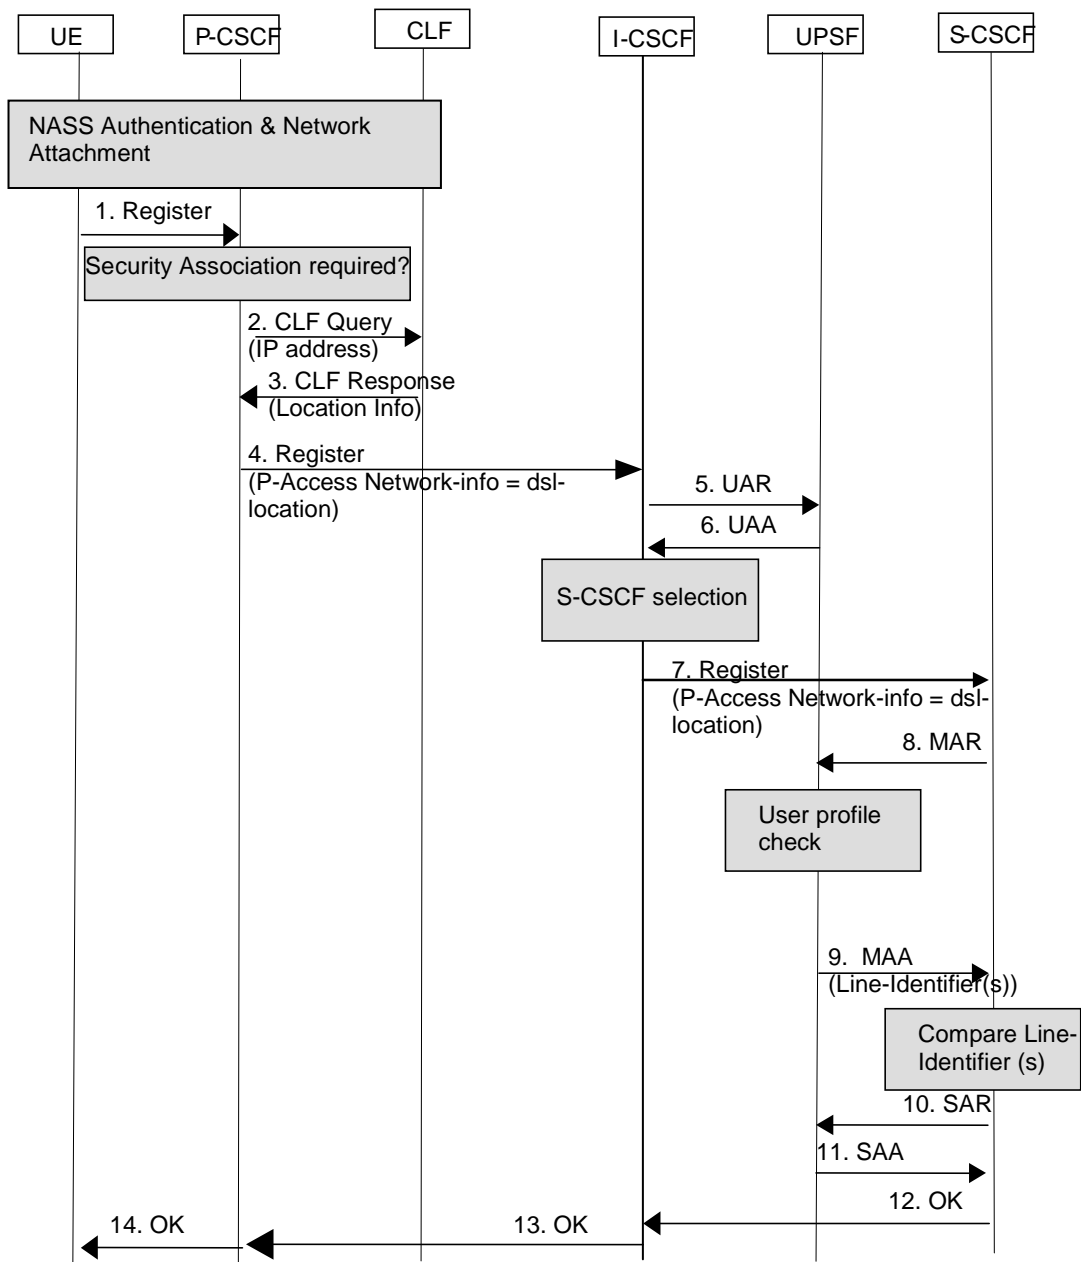 UE
P-CSCF
CLF
I-CSCF
UPSF
S-CSCF
NASS Authentication & Network
Attachment
1. Register
Security Association required?
2. CLF Query
(IP address)
3. CLF Response
(Location Info)
4. Register
(P-Access Network-info = dsl-
location)
5. UAR
6. UAA
S-CSCF selection
7. Register
(P-Access Network-info = dsl-
location)
8. MAR
User profile
check
9. MAA
(Line-Identifier(s))
Compare Line-
Identifier (s)
10. SAR
11. SAA
12. OK
13. OK
14. OK